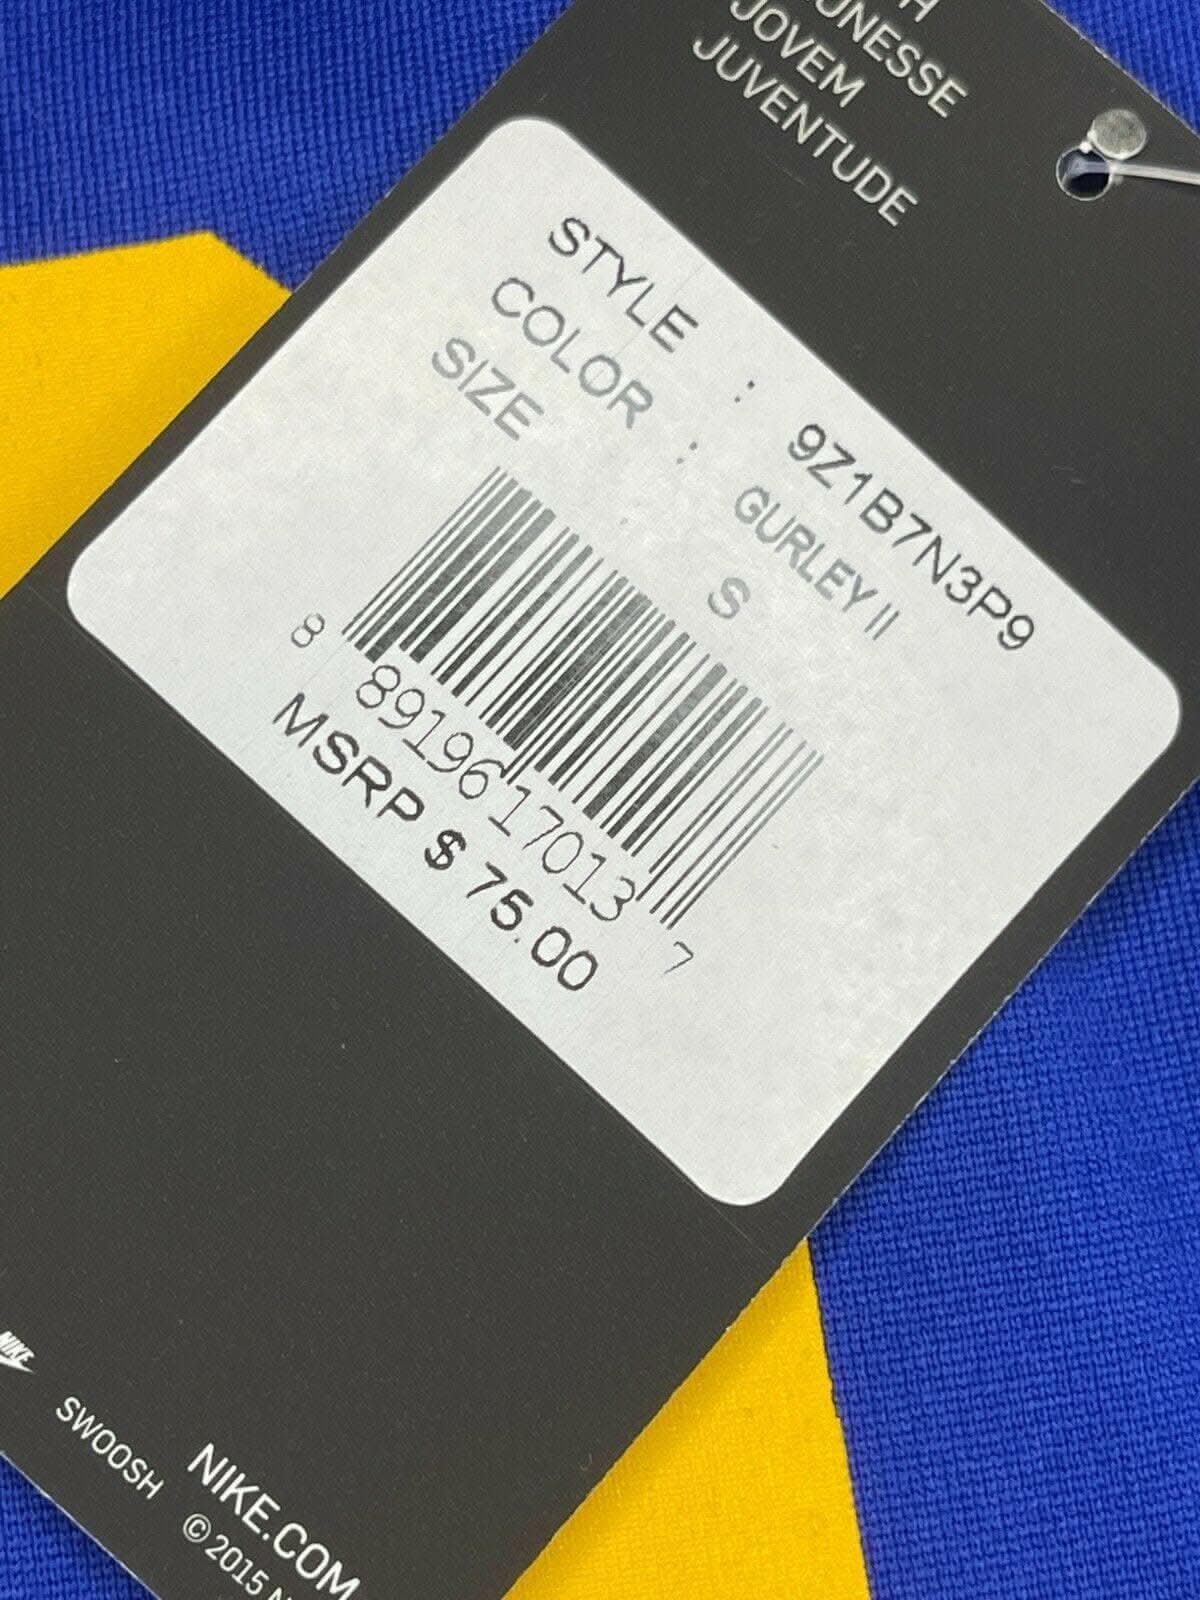 JOVEM
JUVENTUDE
STYLE : 9Z1B7N3P9
COLOR : GURLEY II
SIZE S
8 89196 17013 7
MSRP $ 75.00
NIKE
SWOOSH
NIKE.COM
© 2015